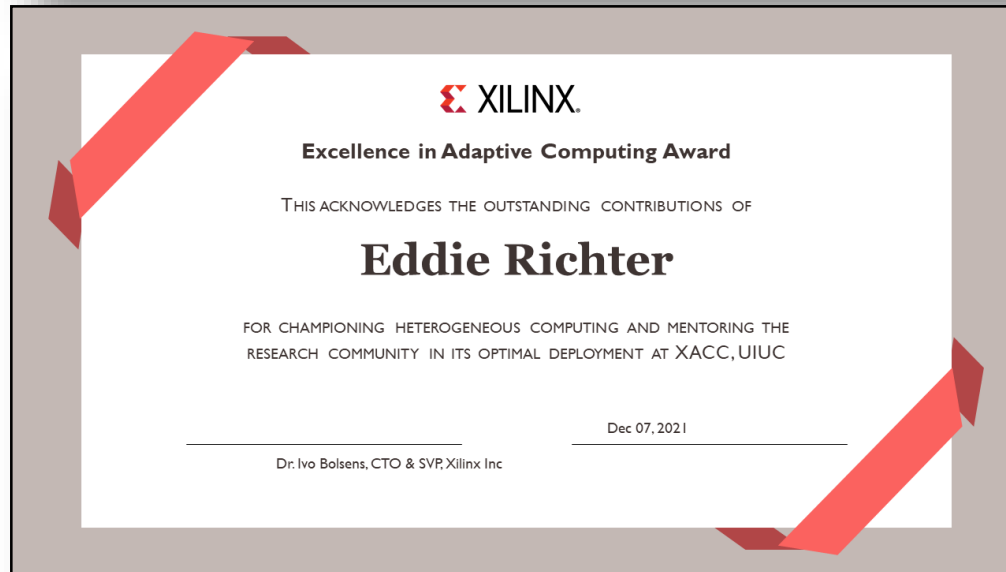 XILINX®
Excellence in Adaptive Computing Award
THIS ACKNOWLEDGES THE OUTSTANDING CONTRIBUTIONS OF
Eddie Richter
FOR CHAMPIONING HETEROGENEOUS COMPUTING AND MENTORING THE
RESEARCH COMMUNITY IN ITS OPTIMAL DEPLOYMENT AT XACC, UIUC
Dec 07, 2021
Dr. Ivo Bolsens, CTO & SVP, Xilinx Inc